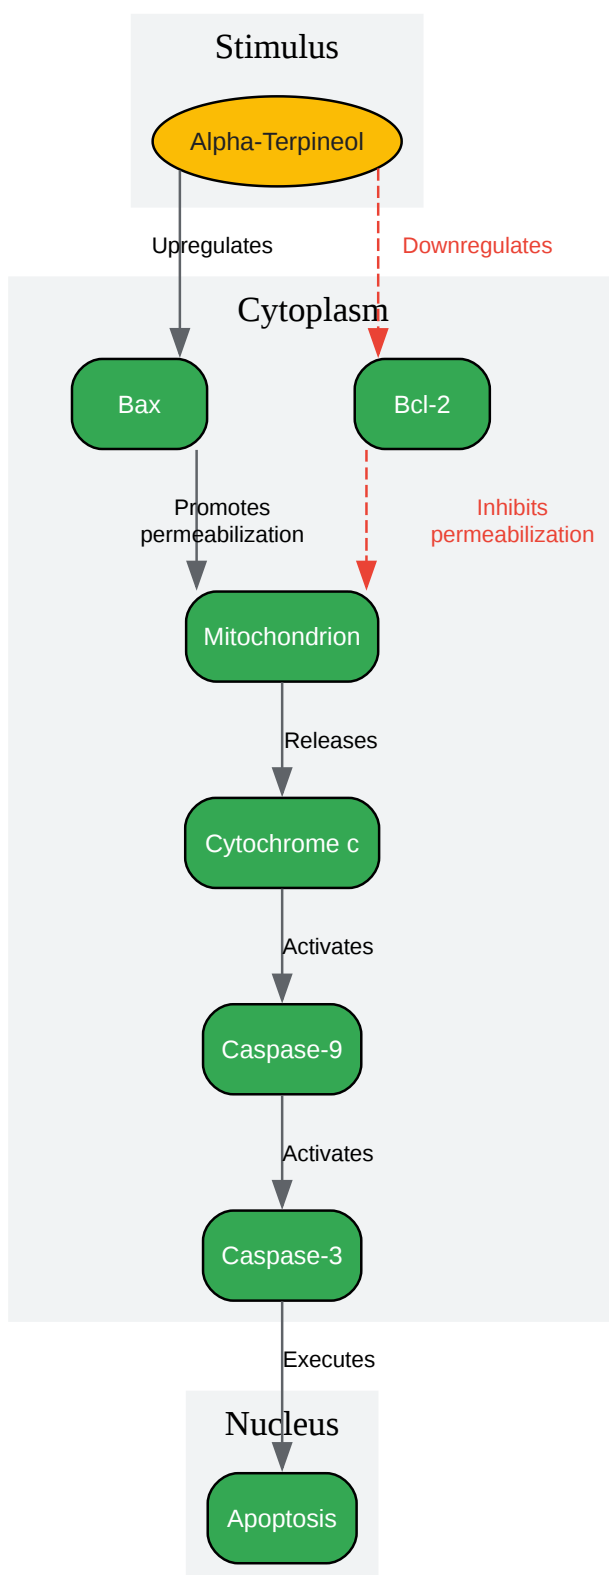 Stimulus
Alpha-Terpineol
Upregulates
Downregulates
Cytoplasm
Bax
Bcl-2
Promotes
permeabilization
Inhibits
permeabilization
Mitochondrion
Releases
Cytochrome c
Activates
Caspase-9
Activates
Caspase-3
Executes
Nucleus
Apoptosis